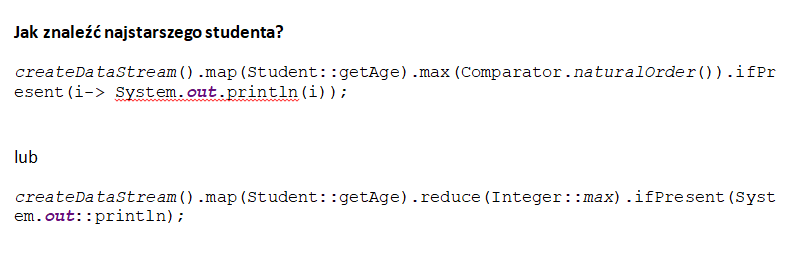 Jak znaleźć najstarszego studenta?
createDataStream().map(Student::getAge).max(Comparator.naturalOrder()).ifPr
esent(i-> System.out.println(i));
lub
createDataStream().map(Student::getAge).reduce(Integer::max).ifPresent(Syst
em.out::println);